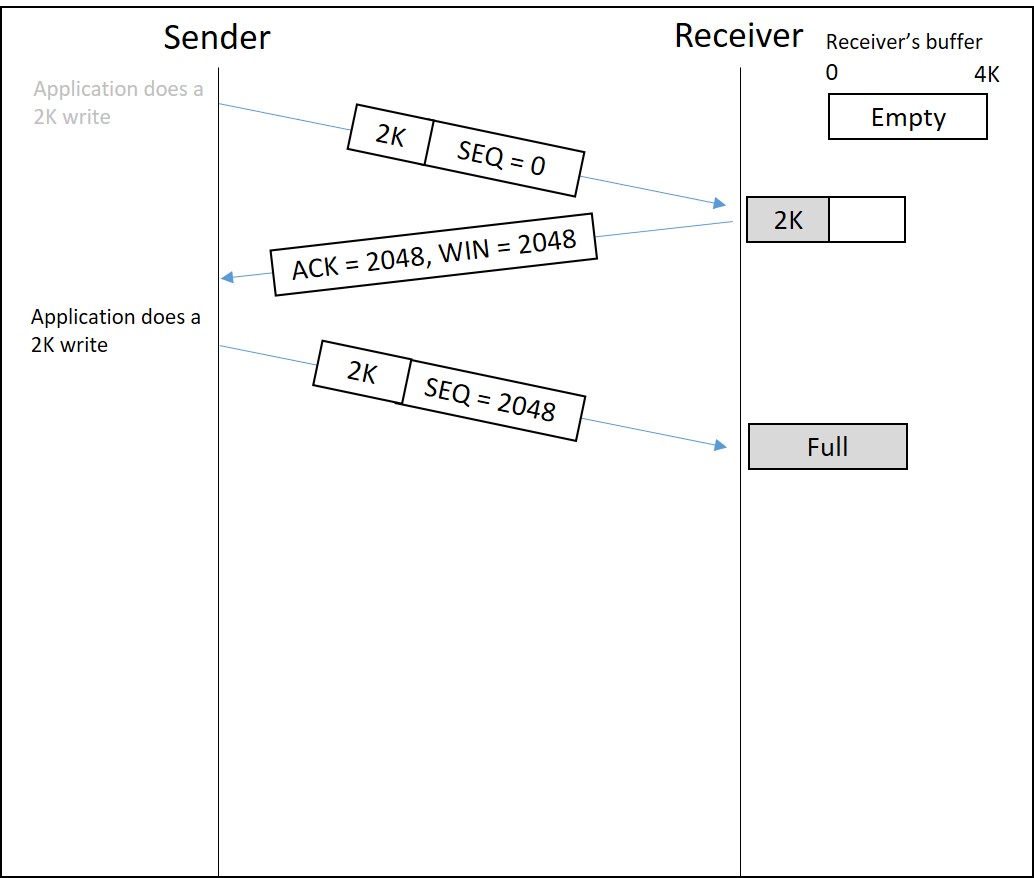 Sender
Receiver
Receiver's buffer
0
4K
Application does a
2K write
2K
SEQ = 0
Empty
2K
ACK = 2048, WIN = 2048
Application does a
2K write
2K
SEQ = 2048
Full